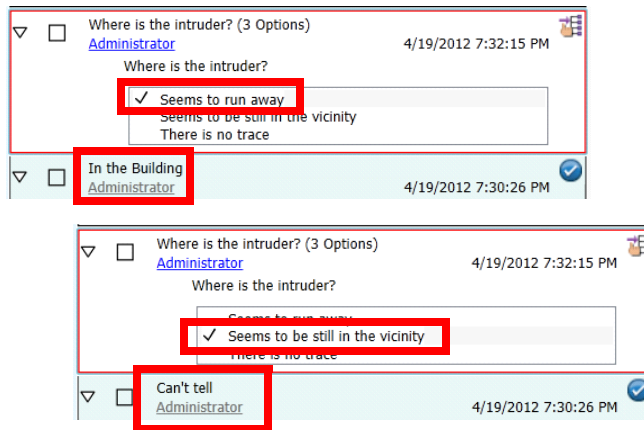 Where is the intruder? (3 Options)
Administrator 4/19/2012 7:32:15 PM
Where is the intruder?
✓ Seems to run away
Seems to be still in the vicinity
There is no trace
In the Building
Administrator 4/19/2012 7:30:26 PM
Where is the intruder? (3 Options)
Administrator 4/19/2012 7:32:15 PM
Where is the intruder?
Seems to run away
✓ Seems to be still in the vicinity
There is no trace
Can't tell
Administrator 4/19/2012 7:30:26 PM